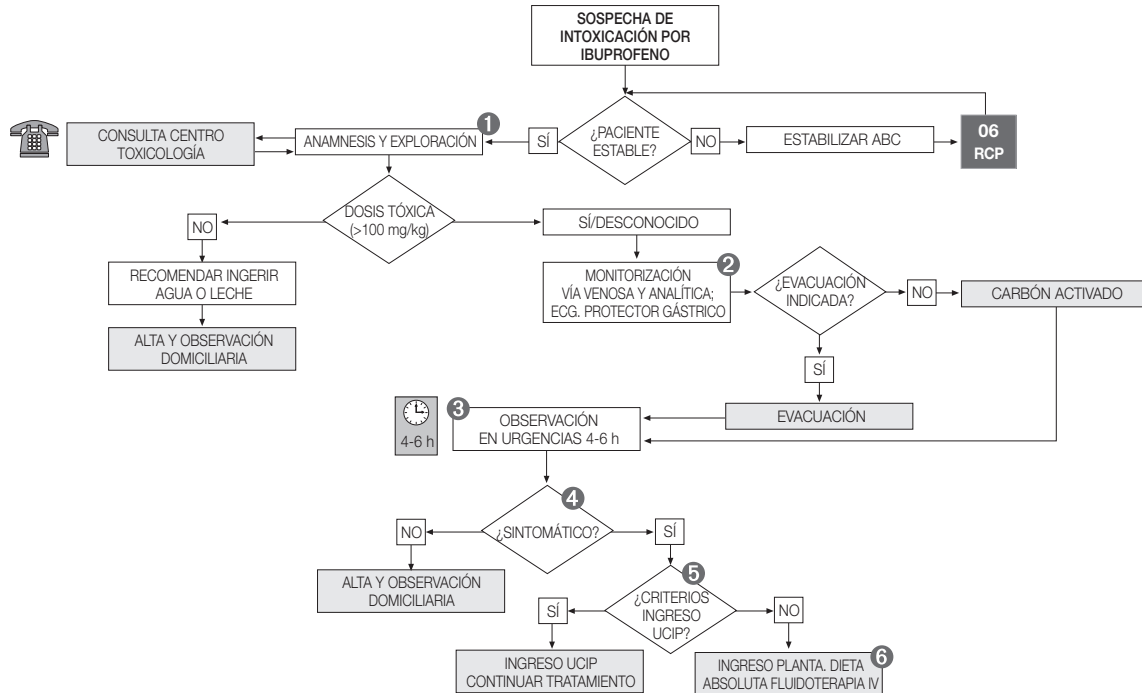 SOSPECHA DE
INTOXICACIÓN POR
IBUPROFENO
CONSULTA CENTRO
TOXICOLOGÍA
1
ANAMNESIS Y EXPLORACIÓN
SÍ
¿PACIENTE
ESTABLE?
NO
ESTABILIZAR ABC
06
RCP
DOSIS TÓXICA
(>100 mg/kg)
NO
SÍ/DESCONOCIDO
RECOMENDAR INGERIR
AGUA O LECHE
ALTA Y OBSERVACIÓN
DOMICILIARIA
2
MONITORIZACIÓN
VÍA VENOSA Y ANALÍTICA;
ECG. PROTECTOR GÁSTRICO
¿EVACUACIÓN
INDICADA?
NO
CARBÓN ACTIVADO
SÍ
EVACUACIÓN
4-6 h
3
OBSERVACIÓN
EN URGENCIAS 4-6 h
4
¿SINTOMÁTICO?
NO
SÍ
ALTA Y OBSERVACIÓN
DOMICILIARIA
5
¿CRITERIOS
INGRESO
UCIP?
SÍ
NO
INGRESO UCIP
CONTINUAR TRATAMIENTO
6
INGRESO PLANTA. DIETA
ABSOLUTA FLUIDOTERAPIA IV